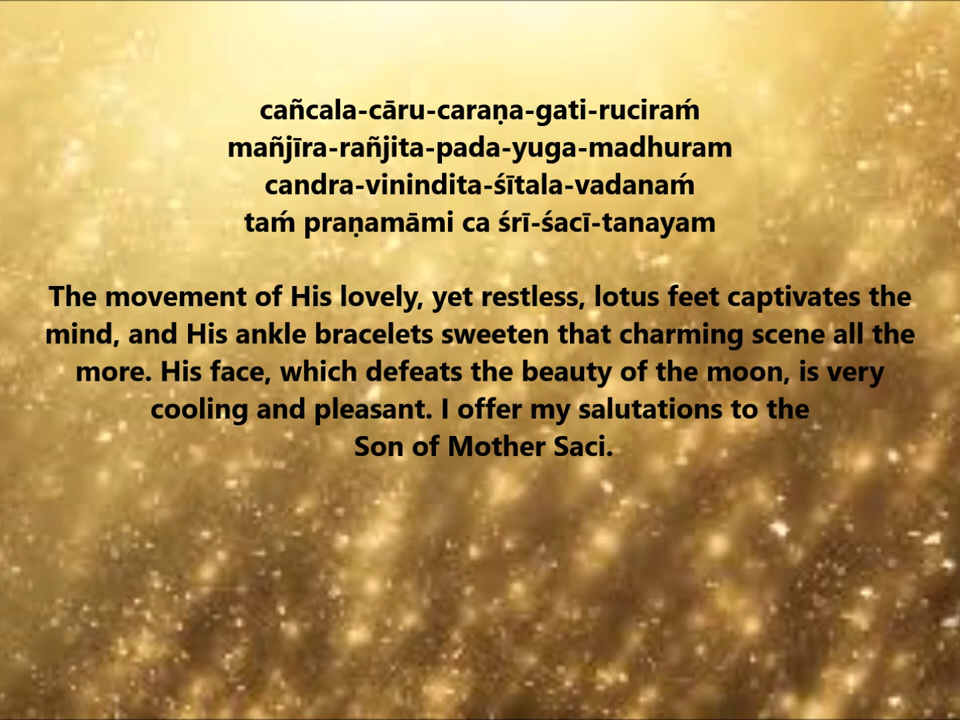 cañcala-cāru-caraṇa-gati-ruciraḿ
mañjīra-rañjita-pada-yuga-madhuram
candra-vinindita-śītala-vadanaḿ
taḿ praṇamāmi ca śrī-śacī-tanayam
The movement of His lovely, yet restless, lotus feet captivates the
mind, and His ankle bracelets sweeten that charming scene all the
more. His face, which defeats the beauty of the moon, is very
cooling and pleasant. I offer my salutations to the
Son of Mother Saci.